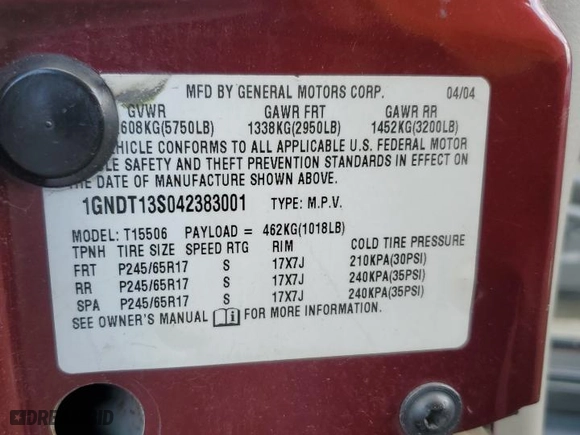 MFD BY GENERAL MOTORS CORP. 04/04
GVWR GAWR FRT GAWR RR
608KG(5750LB) 1338KG(2950LB) 1452KG(3200LB)
EHICLE CONFORMS TO ALL APPLICABLE U.S. FEDERAL MOTOR
LE SAFETY AND THEFT PREVENTION STANDARDS IN EFFECT ON
THE DATE OF MANUFACTURE SHOWN ABOVE.
1GNDT13S042383001 TYPE: M.P.V.
MODEL: T15506 PAYLOAD = 462KG(1018LB)
TPNH TIRE SIZE SPEED RTG RIM COLD TIRE PRESSURE
FRT P245/65R17 S 17X7J 210KPA(30PSI)
RR P245/65R17 S 17X7J 240KPA(35PSI)
SPA P245/65R17 S 17X7J 240KPA(35PSI)
SEE OWNER'S MANUAL FOR MORE INFORMATION.